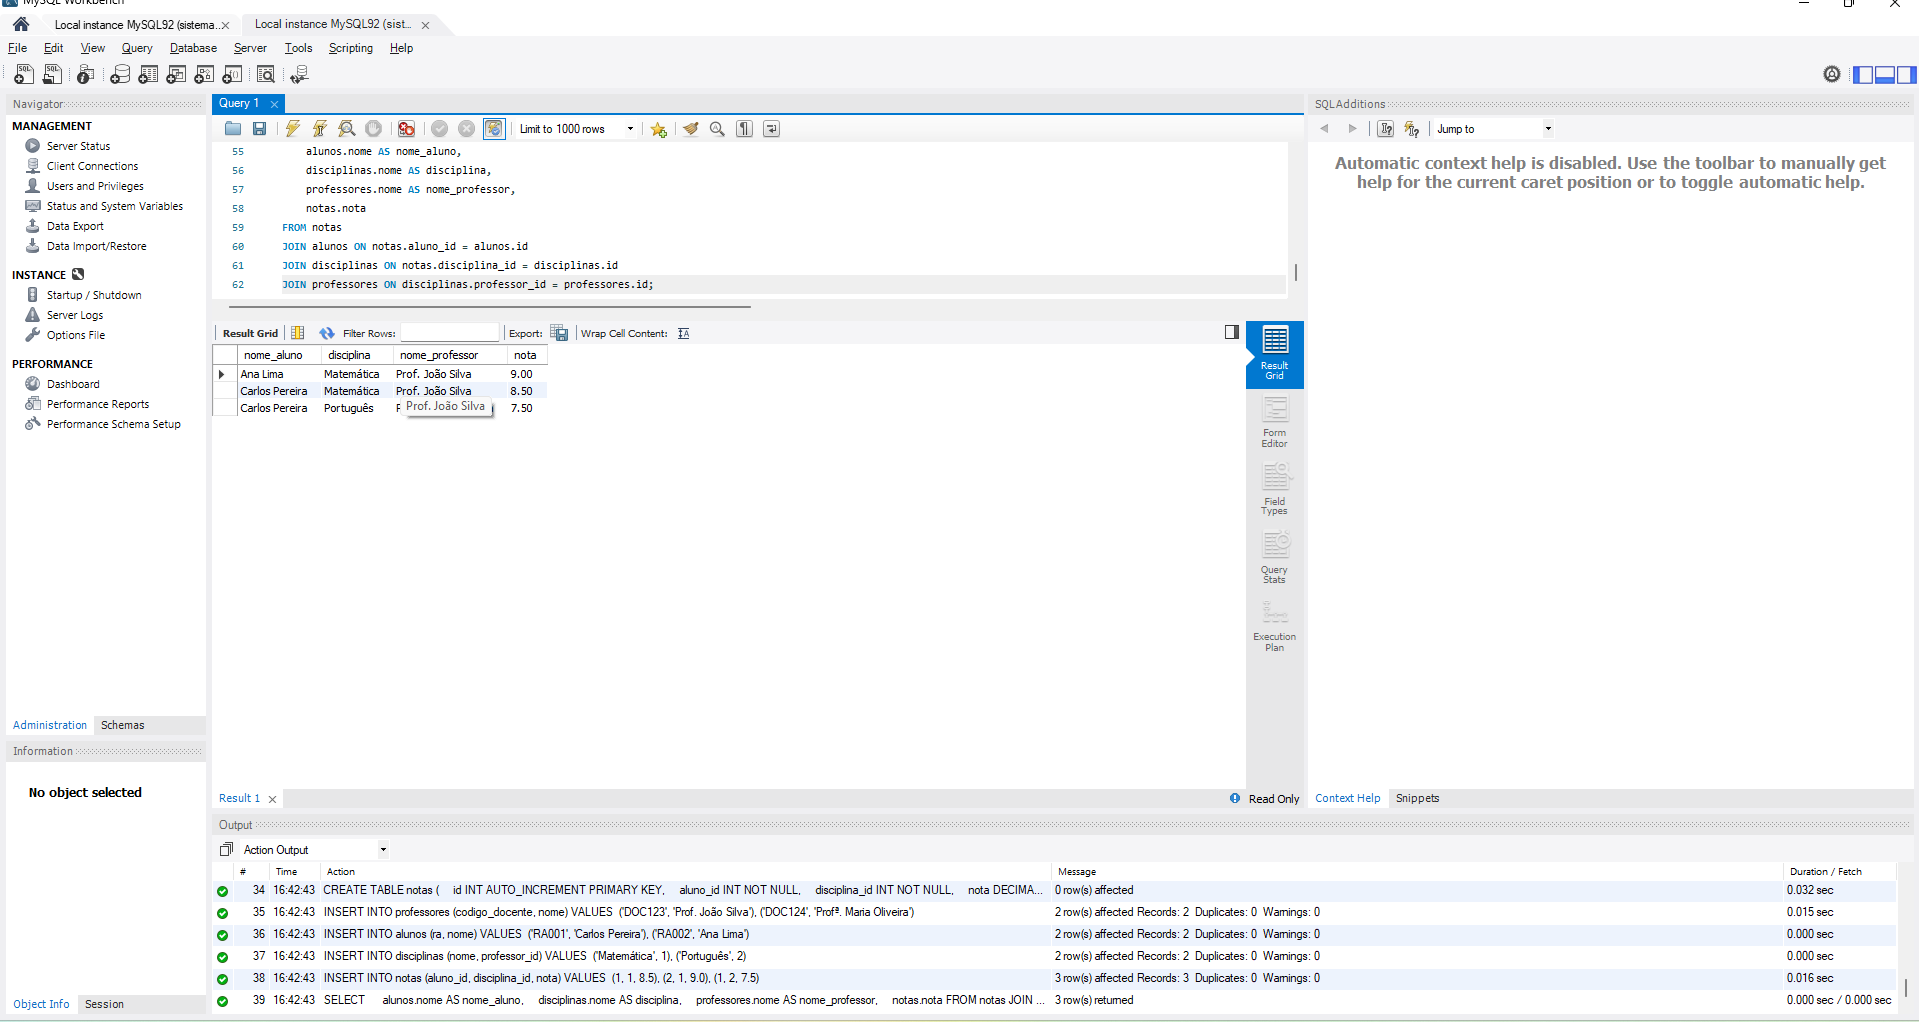 MySQL Workbench
Local instance MySQL92 (sistema... Local instance MySQL92 (sist...
File Edit View Query Database Server Tools Scripting Help
Navigator
MANAGEMENT
Server Status
Client Connections
Users and Privileges
Status and System Variables
Data Export
Data Import/Restore
INSTANCE
Startup / Shutdown
Server Logs
Options File
PERFORMANCE
Dashboard
Performance Reports
Performance Schema Setup
Administration Schemas
Information
No object selected
Object Info Session
Query 1
Limit to 1000 rows
55 alunos.nome AS nome_aluno,
56 disciplinas.nome AS disciplina,
57 professores.nome AS nome_professor,
58 notas.nota
59 FROM notas
60 JOIN alunos ON notas.aluno_id = alunos.id
61 JOIN disciplinas ON notas.disciplina_id = disciplinas.id
62 JOIN professores ON disciplinas.professor_id = professores.id;
Result Grid Filter Rows: Export: Wrap Cell Content:
nome_aluno disciplina nome_professor nota
Ana Lima Matemática Prof. João Silva 9.00
Carlos Pereira Matemática Prof. João Silva 8.50
Carlos Pereira Português 7.50
Prof. João Silva
Result Grid
Form Editor
Field Types
Query Stats
Execution Plan
Result 1 Read Only
SQLAdditions
Jump to
Automatic context help is disabled. Use the toolbar to manually get
help for the current caret position or to toggle automatic help.
Context Help Snippets
Output
Action Output
# Time Action Message Duration / Fetch
34 16:42:43 CREATE TABLE notas ( id INT AUTO_INCREMENT PRIMARY KEY, aluno_id INT NOT NULL, disciplina_id INT NOT NULL, nota DECIMA... 0 row(s) affected 0.032 sec
35 16:42:43 INSERT INTO professores (codigo_docente, nome) VALUES ('DOC123', 'Prof. João Silva'), ('DOC124', 'Profª. Maria Oliveira') 2 row(s) affected Records: 2 Duplicates: 0 Warnings: 0 0.015 sec
36 16:42:43 INSERT INTO alunos (ra, nome) VALUES ('RA001', 'Carlos Pereira'), ('RA002', 'Ana Lima') 2 row(s) affected Records: 2 Duplicates: 0 Warnings: 0 0.000 sec
37 16:42:43 INSERT INTO disciplinas (nome, professor_id) VALUES ('Matemática', 1), ('Português', 2) 2 row(s) affected Records: 2 Duplicates: 0 Warnings: 0 0.000 sec
38 16:42:43 INSERT INTO notas (aluno_id, disciplina_id, nota) VALUES (1, 1, 8.5), (2, 1, 9.0), (1, 2, 7.5) 3 row(s) affected Records: 3 Duplicates: 0 Warnings: 0 0.016 sec
39 16:42:43 SELECT alunos.nome AS nome_aluno, disciplinas.nome AS disciplina, professores.nome AS nome_professor, notas.nota FROM notas JOIN ... 3 row(s) returned 0.000 sec / 0.000 sec